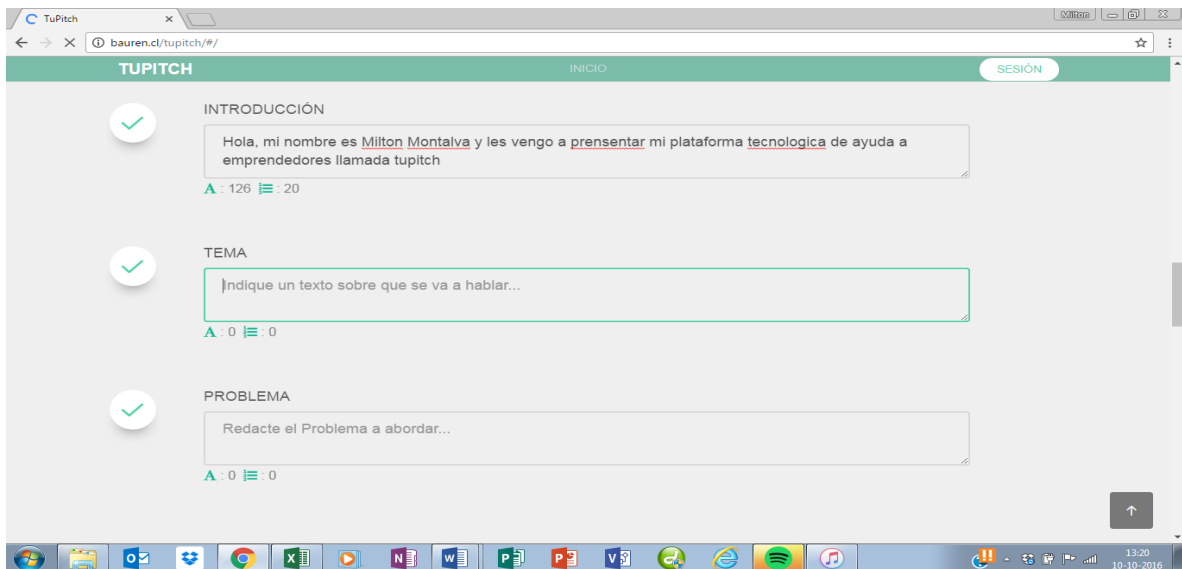 TuPitch
Milton
bauren.cl/tupitch/#/
TUPITCH INICIO SESIÓN
INTRODUCCIÓN
Hola, mi nombre es Milton Montalva y les vengo a prensentar mi plataforma tecnologica de ayuda a
emprendedores llamada tupitch
A : 126 : 20
TEMA
Indique un texto sobre que se va a hablar...
A : 0 : 0
PROBLEMA
Redacte el Problema a abordar...
A : 0 : 0
13:20
10-10-2016